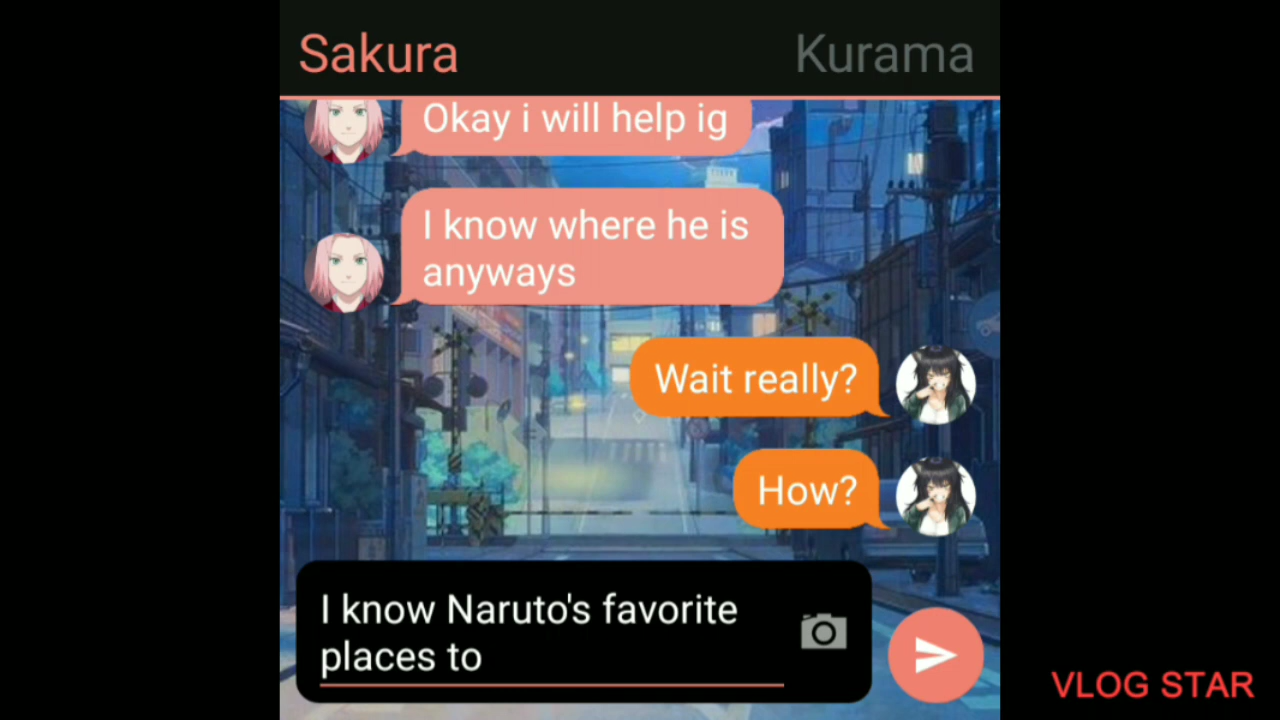 Sakura
Kurama
Okay i will help ig
I know where he is
anyways
Wait really?
How?
I know Naruto's favorite
places to
VLOG STAR